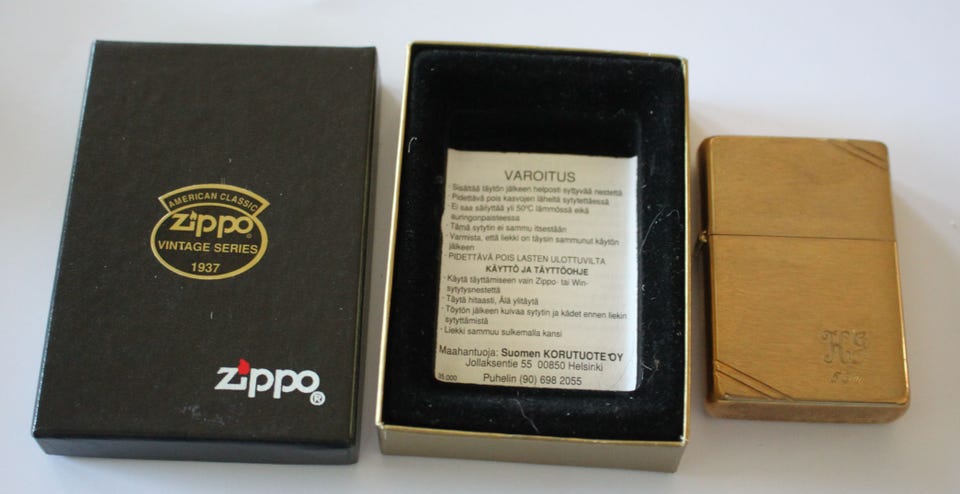 AMERICAN CLASSIC
Zippo
VINTAGE SERIES
1937
Zippo®
VAROITUS
· Sisältää täytön jälkeen helposti syttyvää nestettä
· Pidettävä pois kasvojen läheltä sytytettäessä
· Ei saa säilyttää yli 50°C lämmössä eikä
auringonpaisteessa
· Tämä sytytin ei sammu itsestään
· Varmista, että liekki on täysin sammunut käytön
jälkeen
· PIDETTÄVÄ POIS LASTEN ULOTTUVILTA
KÄYTTÖ JA TÄYTTÖOHJE
· Käytä täyttämiseen vain Zippo- tai Win-
sytytysnestettä
· Täytä hitaasti, Älä ylitäytä
· Töytön jälkeen kuivaa sytytin ja kädet ennen liekin
sytyttämistä
· Liekki sammuu sulkemalla kansi
Maahantuoja: Suomen KORUTUOTE OY
Jollaksentie 55 00850 Helsinki
35.000
Puhelin (90) 698 2055